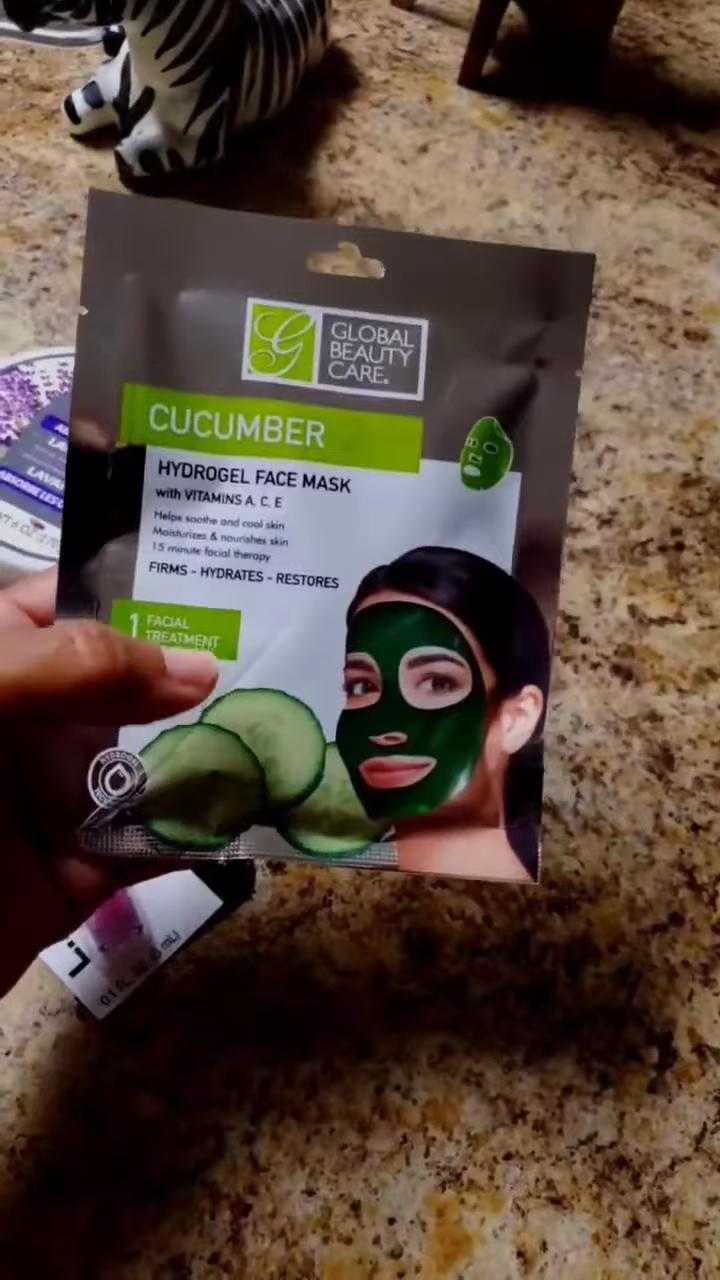 GLOBAL
BEAUTY
CARE®
CUCUMBER
HYDROGEL FACE MASK
with VITAMINS A, C, E
Helps soothe and cool skin
Moisturizes & nourishes skin
15 minute facial therapy
FIRMS - HYDRATES - RESTORES
1 FACIAL
TREATMENT
HYDROGEL